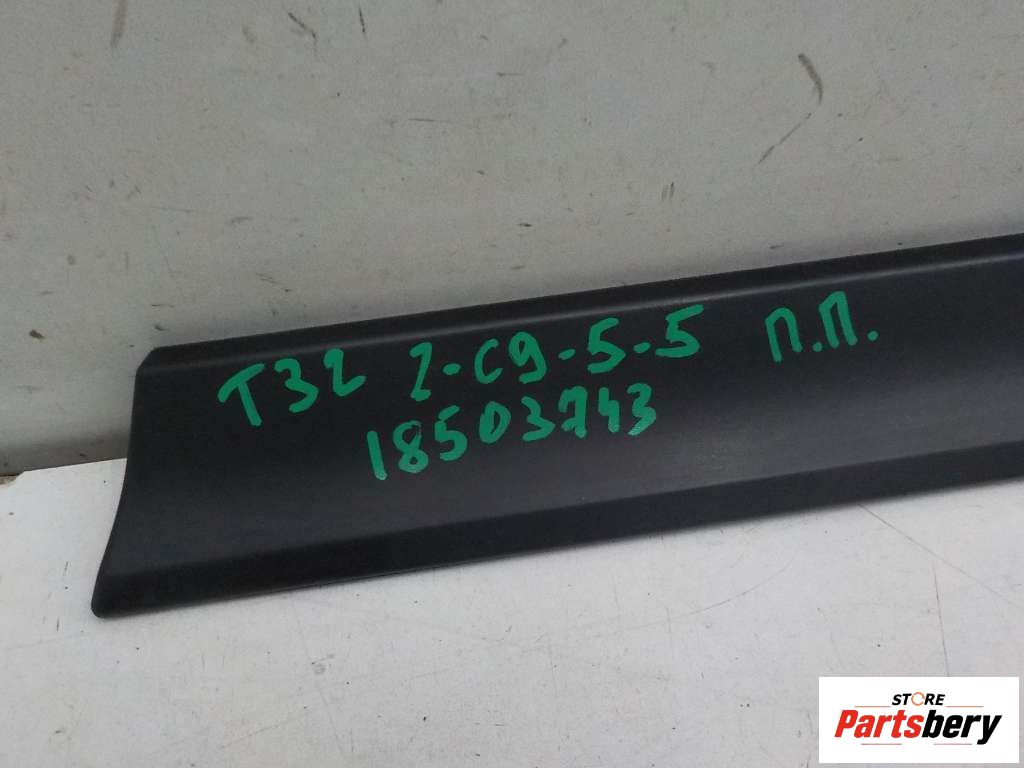 T32 2-C9-5-5 П.П.
18503743
STORE
Partsbery